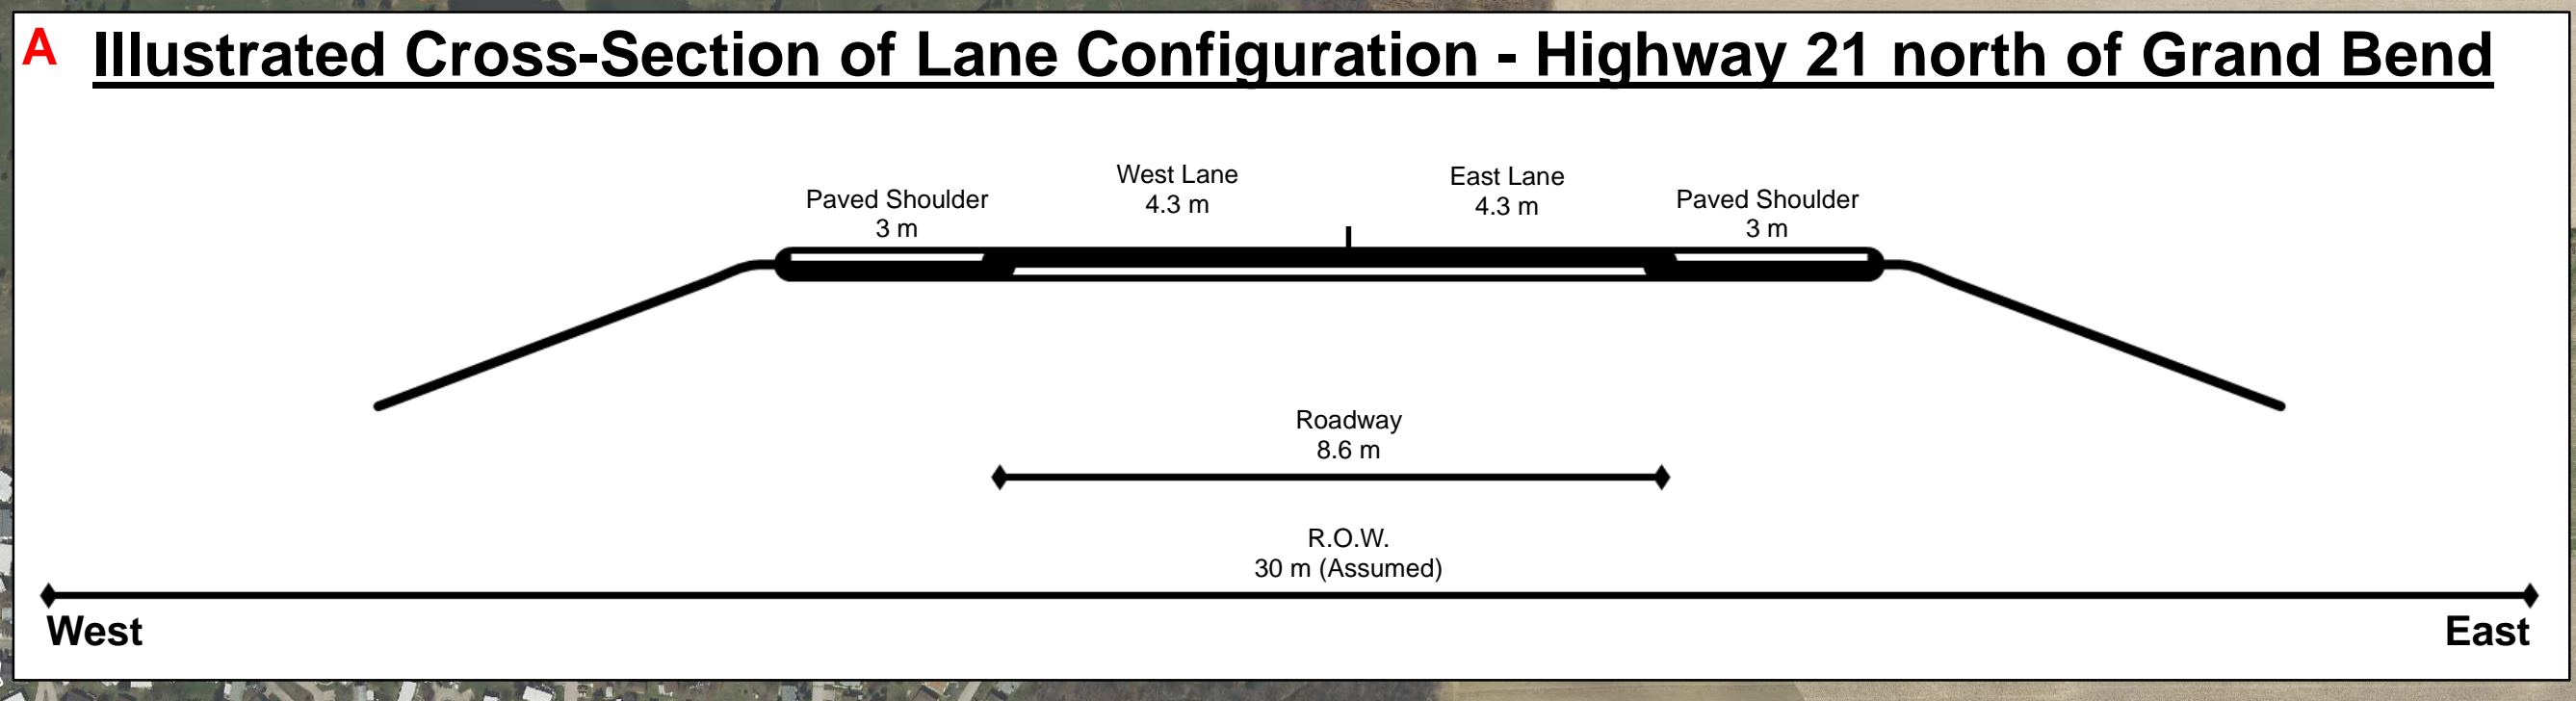 A Illustrated Cross-Section of Lane Configuration - Highway 21 north of Grand Bend
West Lane
4.3 m
East Lane
4.3 m
Paved Shoulder
3 m
Paved Shoulder
3 m
Roadway
8.6 m
R.O.W.
30 m (Assumed)
West
East